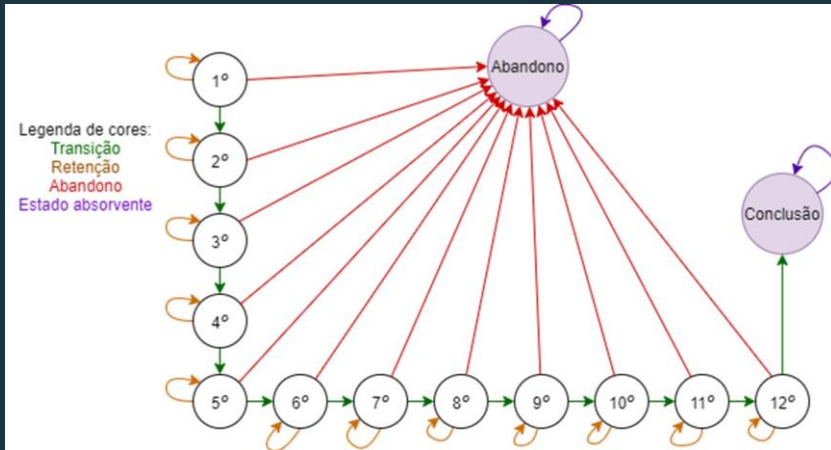 Abandono
1º
Legenda de cores:
Transição
Retenção
Abandono
Estado absorvente
2º
Conclusão
3º
4º
5º
6º
7º
8º
9º
10º
11º
12º